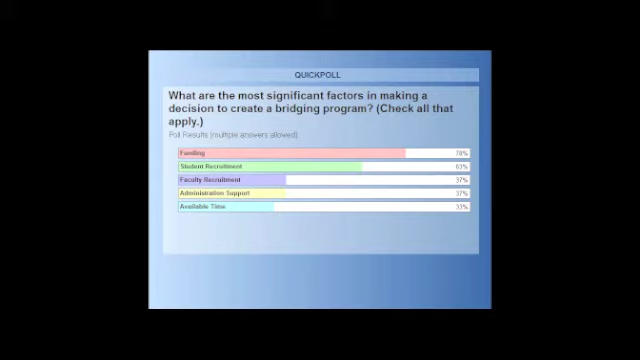 QUICKPOLL
What are the most significant factors in making a
decision to create a bridging program? (Check all that
apply.)
Poll Results (multiple answers allowed)
Funding 78%
Student Recruitment 63%
Faculty Recruitment 37%
Administration Support 37%
Available Time 33%